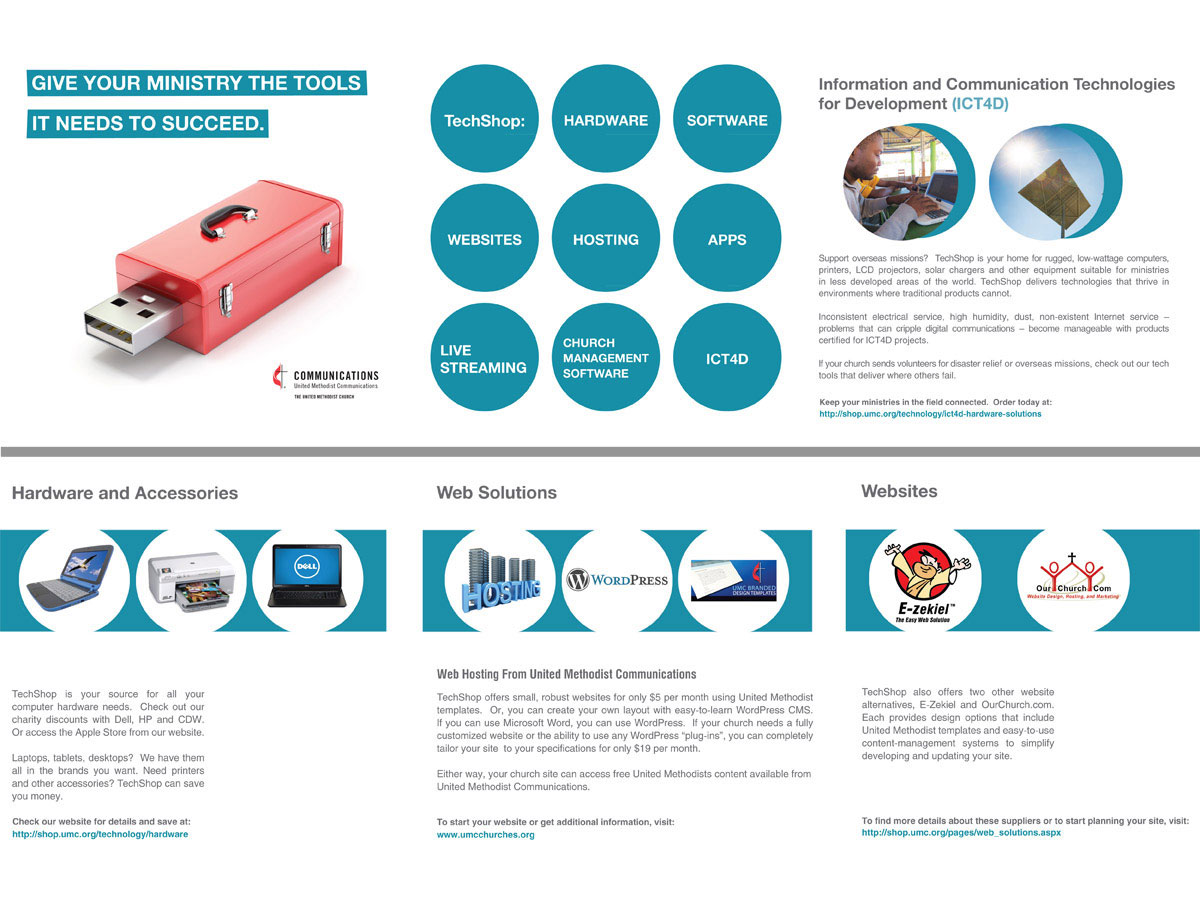 GIVE YOUR MINISTRY THE TOOLS
IT NEEDS TO SUCCEED.
COMMUNICATIONS
United Methodist Communications
THE UNITED METHODIST CHURCH
TechShop:
HARDWARE
SOFTWARE
WEBSITES
HOSTING
APPS
LIVE
STREAMING
CHURCH
MANAGEMENT
SOFTWARE
ICT4D
Information and Communication Technologies
for Development (ICT4D)
Support overseas missions? TechShop is your home for rugged, low-wattage computers,
printers, LCD projectors, solar chargers and other equipment suitable for ministries
in less developed areas of the world. TechShop delivers technologies that thrive in
environments where traditional products cannot.
Inconsistent electrical service, high humidity, dust, non-existent Internet service –
problems that can cripple digital communications – become manageable with products
certified for ICT4D projects.
If your church sends volunteers for disaster relief or overseas missions, check out our tech
tools that deliver where others fail.
Keep your ministries in the field connected. Order today at:
http://shop.umc.org/technology/ict4d-hardware-solutions
Hardware and Accessories
DELL
TechShop is your source for all your
computer hardware needs. Check out our
charity discounts with Dell, HP and CDW.
Or access the Apple Store from our website.
Laptops, tablets, desktops? We have them
all in the brands you want. Need printers
and other accessories? TechShop can save
you money.
Check our website for details and save at:
http://shop.umc.org/technology/hardware
Web Solutions
HOSTING
WORDPRESS
UMC BRANDED
DESIGN TEMPLATES
Web Hosting From United Methodist Communications
TechShop offers small, robust websites for only $5 per month using United Methodist
templates. Or, you can create your own layout with easy-to-learn WordPress CMS.
If you can use Microsoft Word, you can use WordPress. If your church needs a fully
customized website or the ability to use any WordPress “plug-ins”, you can completely
tailor your site to your specifications for only $19 per month.
Either way, your church site can access free United Methodists content available from
United Methodist Communications.
To start your website or get additional information, visit:
www.umcchurches.org
Websites
E-zekiel™
The Easy Web Solution
Our Church Com
Website Design, Hosting, and Marketing!
TechShop also offers two other website
alternatives, E-Zekiel and OurChurch.com.
Each provides design options that include
United Methodist templates and easy-to-use
content-management systems to simplify
developing and updating your site.
To find more details about these suppliers or to start planning your site, visit:
http://shop.umc.org/pages/web_solutions.aspx